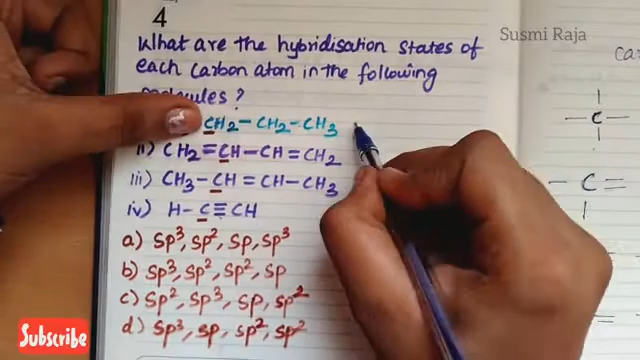 4
Susmi Raja
What are the hybridisation states of
each carbon atom in the following
molecules ?
CH2-CH2-CH3
ii) CH2=CH-CH=CH2
iii) CH3-CH=CH-CH3
iv) H-C≡CH
a) Sp³, Sp², Sp, Sp³
b) Sp³, Sp², Sp², Sp
c) Sp², Sp³, Sp, Sp²
d) Sp³, Sp, Sp², Sp²
-C-
-C=
Subscribe